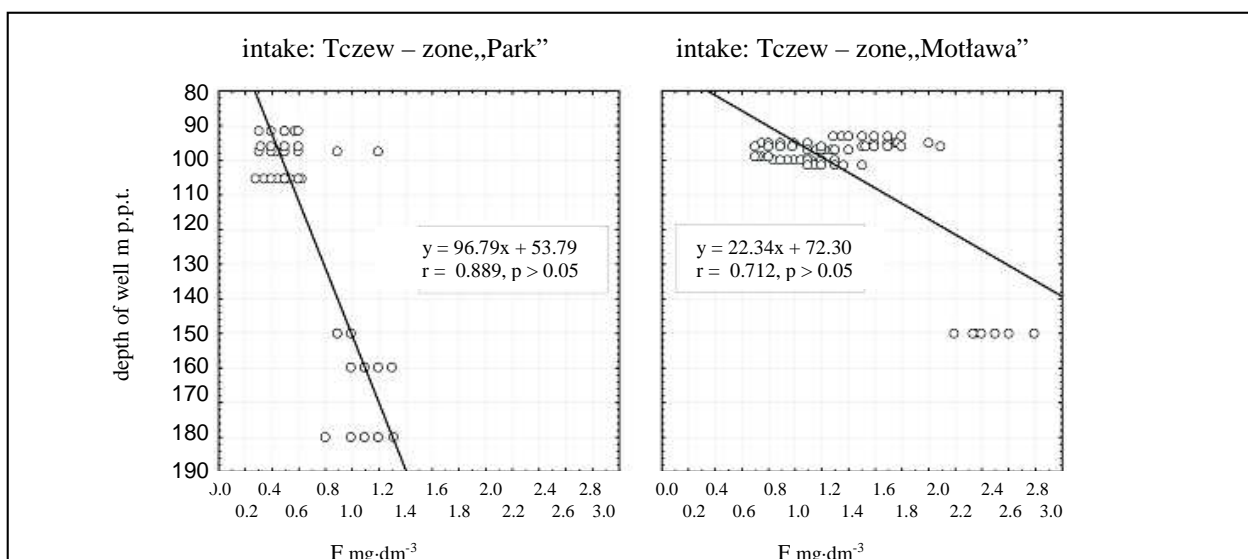 intake: Tczew – zone,,Park”
80
90
100
110
120
130
140
150
160
170
180
190
depth of well m p.p.t.
y = 96.79x + 53.79
r = 0.889, p > 0.05
0.0 0.4 0.8 1.2 1.6 2.0 2.4 2.8
0.2 0.6 1.0 1.4 1.8 2.2 2.6 3.0
F mg·dm-3
intake: Tczew – zone,,Motława”
y = 22.34x + 72.30
r = 0.712, p > 0.05
0.0 0.4 0.8 1.2 1.6 2.0 2.4 2.8
0.2 0.6 1.0 1.4 1.8 2.2 2.6 3.0
F mg·dm-3